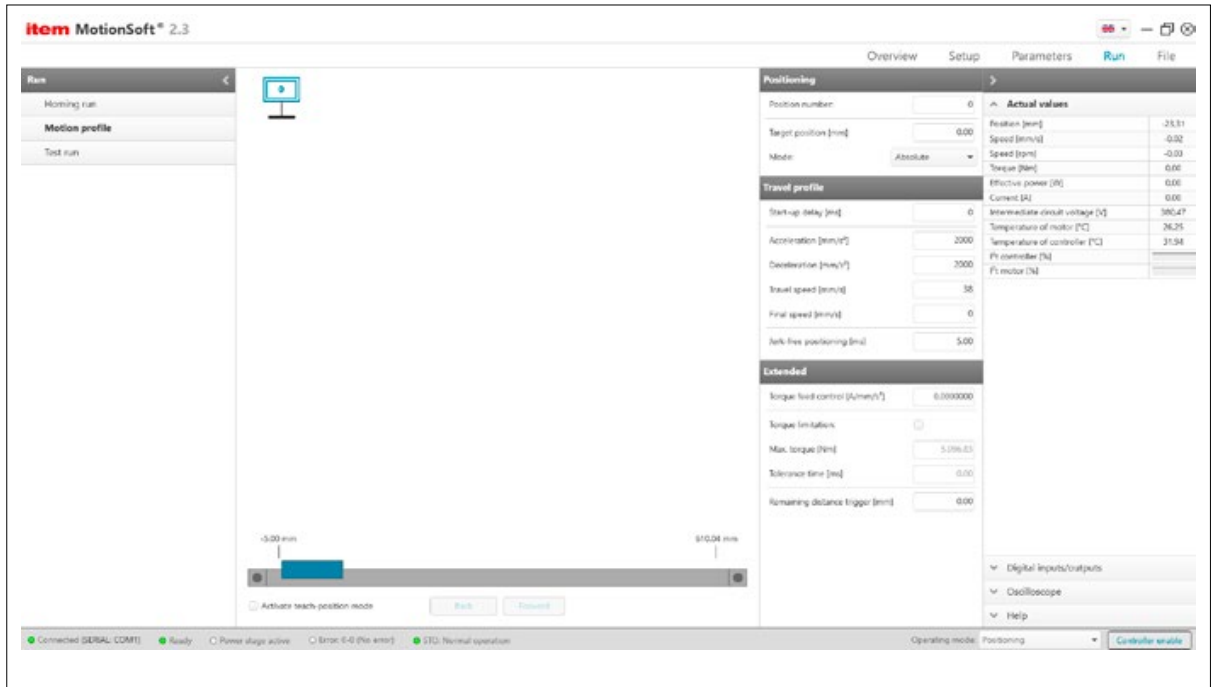 item MotionSoft® 2.3
Overview Setup Parameters Run File
Run
Homing run
Motion profile
Test run
0
-5.00 mm
510.04 mm
Activate teach-position mode
Back
Forward
Positioning
Position number: 0
Target position [mm] 0.00
Mode: Absolute
Travel profile
Start-up delay [ms] 0
Acceleration [mm/s²] 2000
Deceleration [mm/s²] 2000
Travel speed [mm/s] 38
Final speed [mm/s] 0
Jerk-free positioning [ms] 5.00
Extended
Torque feed control [A/mm/s²] 0.0000000
Torque limitation:
Max. torque [Nm]
Tolerance time [ms] 0.00
Remaining distance trigger [mm] 0.00
Actual values
Position [mm] -23,31
Speed [mm/s] -0.02
Speed [rpm] -0,03
Torque [Nm] 0,00
Effective power [W] 0,00
Current [A] 0.00
Intermediate circuit voltage [V] 380,47
Temperature of motor [°C] 26,25
Temperature of controller [°C] 31,94
I²t controller [%]
I²t motor [%]
Digital inputs/outputs
Oscilloscope
Help
Connected (SERIAL: COM1) Ready Power stage active Error: 0-0 (No error) STO: Normal operation
Operating mode: Positioning Controller enable